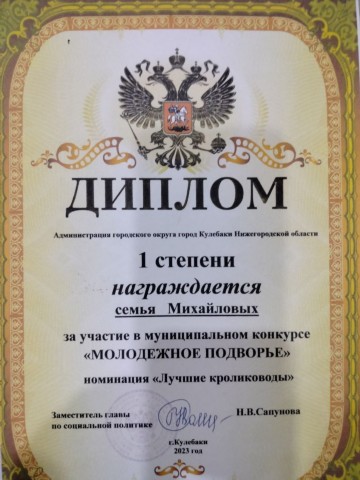 ДИПЛОМ
Администрация городского округа город Кулебаки Нижегородской области
1 степени
награждается
семья Михайловых
за участие в муниципальном конкурсе
«МОЛОДЕЖНОЕ ПОДВОРЬЕ»
номинация «Лучшие кролиководы»
Заместитель главы
по социальной политике
Н.В.Сапунова
г.Кулебаки
2023 год